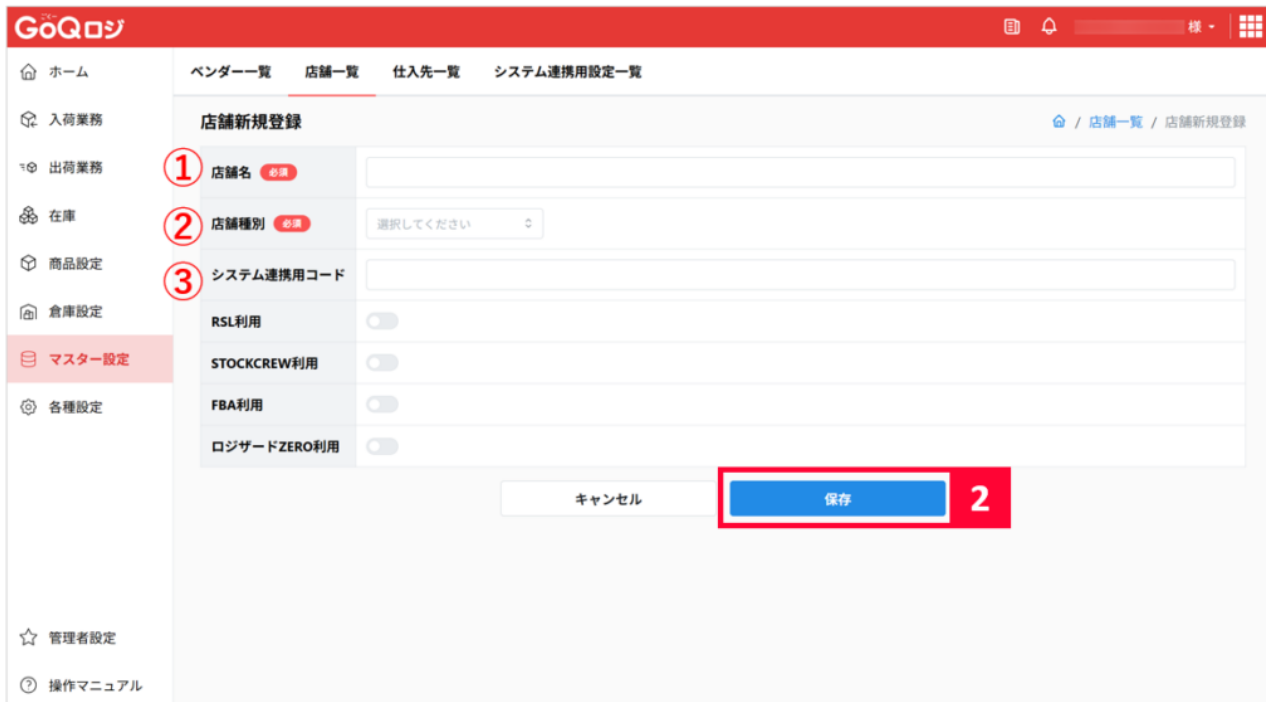 ごくー
GoQロジ
様
ホーム
入荷業務
出荷業務
在庫
商品設定
倉庫設定
マスター設定
各種設定
管理者設定
操作マニュアル
ベンダー一覧 店舗一覧 仕入先一覧 システム連携用設定一覧
店舗新規登録
/ 店舗一覧 / 店舗新規登録
① 店舗名 必須
② 店舗種別 必須 選択してください
③ システム連携用コード
RSL利用
STOCKCREW利用
FBA利用
ロジザードZERO利用
キャンセル 保存 2